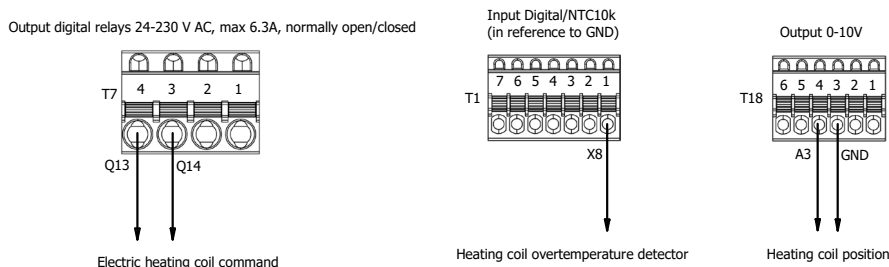 Output digital relays 24-230 V AC, max 6.3A, normally open/closed
T7
4 3 2 1
Q13 Q14
Electric heating coil command
Input Digital/NTC10k
(in reference to GND)
T1
7 6 5 4 3 2 1
X8
Heating coil overtemperature detector
Output 0-10V
T18
6 5 4 3 2 1
A3 GND
Heating coil position